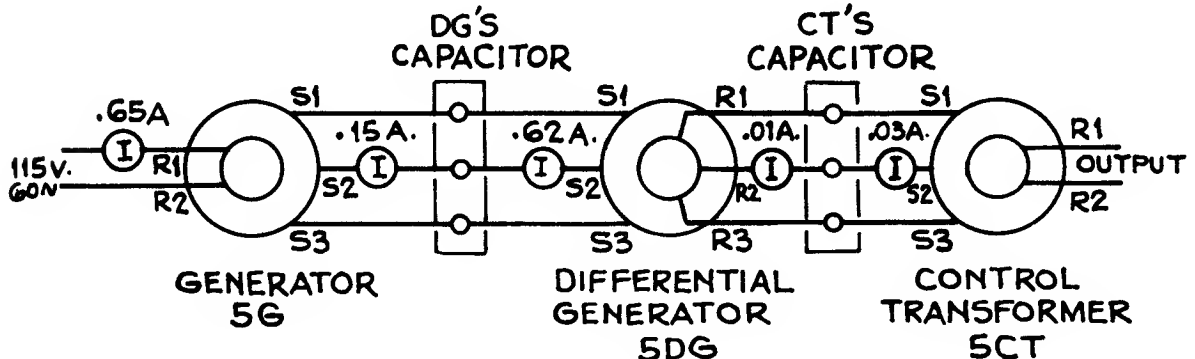 DG'S
CAPACITOR
CT'S
CAPACITOR
.65A
I
115V.
60N
R1
R2
S1
S2
S3
.15A.
I
.62A.
I
S1
S2
S3
R1
R2
R3
.01A.
I
.03A.
I
S1
S2
S3
R1
OUTPUT
R2
GENERATOR
5G
DIFFERENTIAL
GENERATOR
5DG
CONTROL
TRANSFORMER
5CT